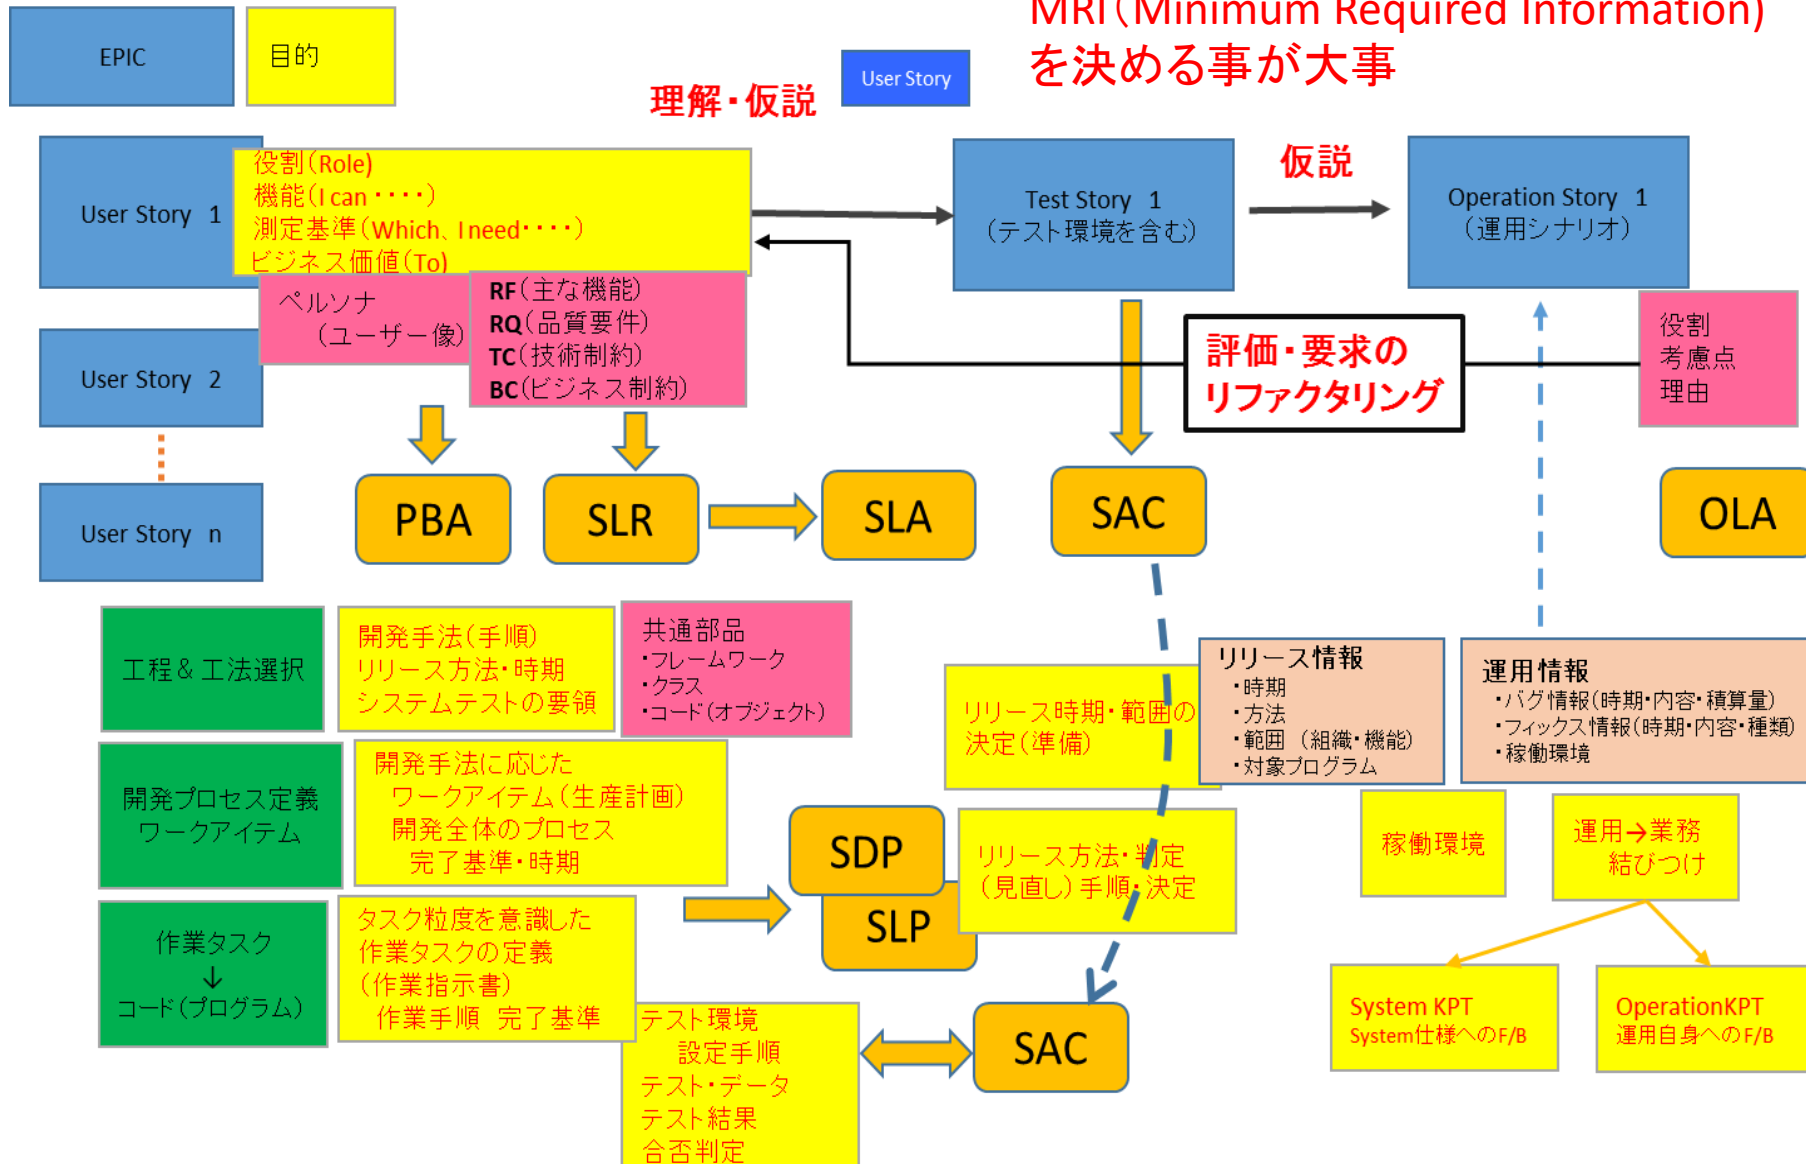 MRI(Minimum Required Information)
を決める事が大事
EPIC
目的
理解・仮説
User Story
User Story 1
役割(Role)
機能(I can ・・・・)
測定基準(Which、I need・・・・)
ビジネス価値(To)
Test Story 1
(テスト環境を含む)
仮説
Operation Story 1
(運用シナリオ)
ペルソナ
(ユーザー像)
RF(主な機能)
RQ(品質要件)
TC(技術制約)
BC(ビジネス制約)
評価・要求の
リファクタリング
役割
考慮点
理由
User Story 2
User Story n
PBA
SLR
SLA
SAC
OLA
工程&工法選択
開発手法(手順)
リリース方法・時期
システムテストの要領
共通部品
・フレームワーク
・クラス
・コード(オブジェクト)
リリース時期・範囲の
決定(準備)
リリース情報
・時期
・方法
・範囲 (組織・機能)
・対象プログラム
運用情報
・バグ情報(時期・内容・積算量)
・フィックス情報(時期・内容・種類)
・稼働環境
開発プロセス定義
ワークアイテム
開発手法に応じた
ワークアイテム(生産計画)
開発全体のプロセス
完了基準・時期
SDP
SLP
リリース方法・判定
(見直し)手順・決定
稼働環境
運用→業務
結びつけ
作業タスク
↓
コード(プログラム)
タスク粒度を意識した
作業タスクの定義
(作業指示書)
作業手順 完了基準
テスト環境
設定手順
テスト・データ
テスト結果
合否判定
SAC
System KPT
System仕様へのF/B
OperationKPT
運用自身へのF/B